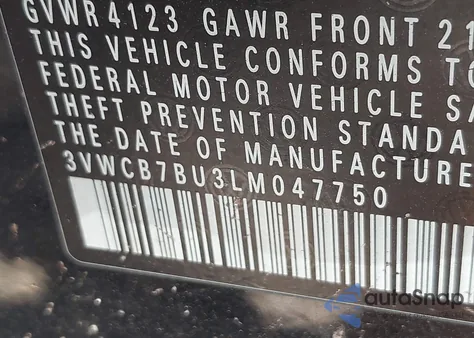 GVWR 4123 GAWR FRONT 21
THIS VEHICLE CONFORMS T
FEDERAL MOTOR VEHICLE SA
THEFT PREVENTION STANDA
THE DATE OF MANUFACTURE
3VWCB7BU3LM047750
autoSnap